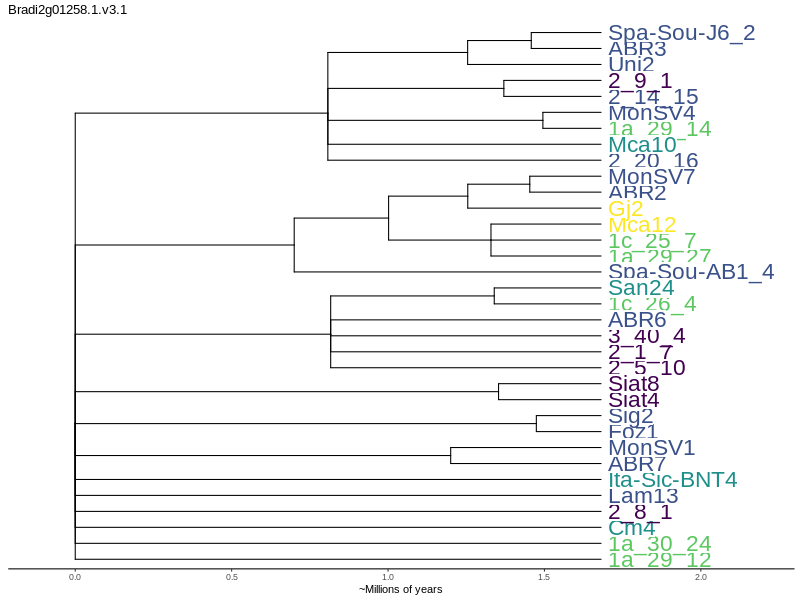 Bradi2g01258.1.v3.1
Spa-Sou-J6_2
ABR3
Uni2
2_9_1
2_14_15
MonSV4
1a_29_14
Mca10
2_20_16
MonSV7
ABR2
Gj2
Mca12
1c_25_7
1a_29_27
Spa-Sou-AB1_4
San24
1c_26_4
ABR6
3_40_4
2_1_7
2_5_10
Siat8
Siat4
Sig2
Foz1
MonSV1
ABR7
Ita-Sic-BNT4
Lam13
2_8_1
Cm4
1a_30_24
1a_29_12
0.0 0.5 1.0 1.5 2.0
~Millions of years